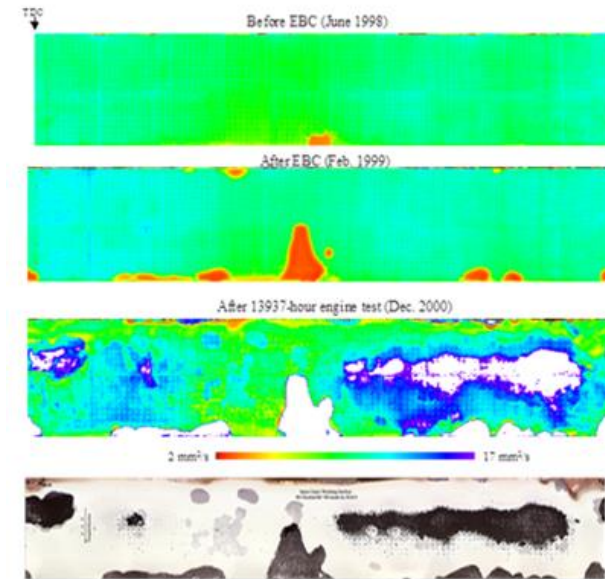 TDC
Before EBC (June 1998)
After EBC (Feb. 1999)
After 13937-hour engine test (Dec. 2000)
2 mm²/s 17 mm²/s